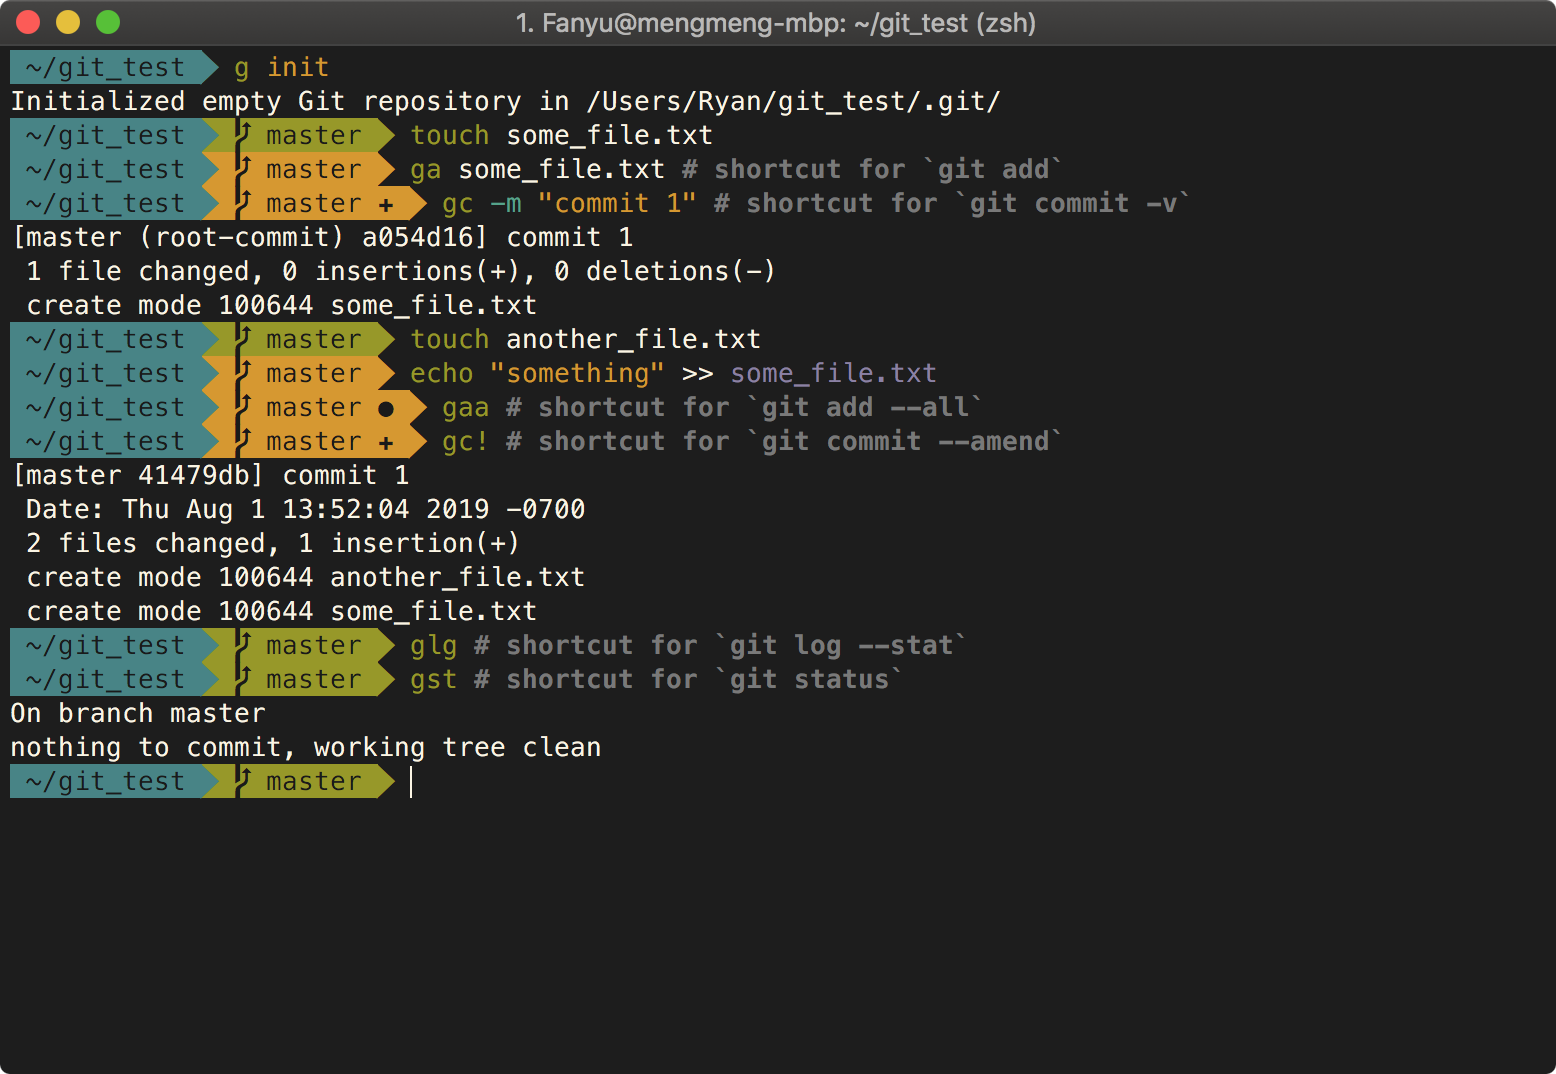 1. Fanyu@mengmeng-mbp: ~/git_test (zsh)
~/git_test g init
Initialized empty Git repository in /Users/Ryan/git_test/.git/
~/git_test master touch some_file.txt
~/git_test master ga some_file.txt # shortcut for `git add`
~/git_test master ✚ gc -m "commit 1" # shortcut for `git commit -v`
[master (root-commit) a054d16] commit 1
1 file changed, 0 insertions(+), 0 deletions(-)
create mode 100644 some_file.txt
~/git_test master touch another_file.txt
~/git_test master echo "something" >> some_file.txt
~/git_test master ● gaa # shortcut for `git add --all`
~/git_test master ✚ gc! # shortcut for `git commit --amend`
[master 41479db] commit 1
Date: Thu Aug 1 13:52:04 2019 -0700
2 files changed, 1 insertion(+)
create mode 100644 another_file.txt
create mode 100644 some_file.txt
~/git_test master glg # shortcut for `git log --stat`
~/git_test master gst # shortcut for `git status`
On branch master
nothing to commit, working tree clean
~/git_test master